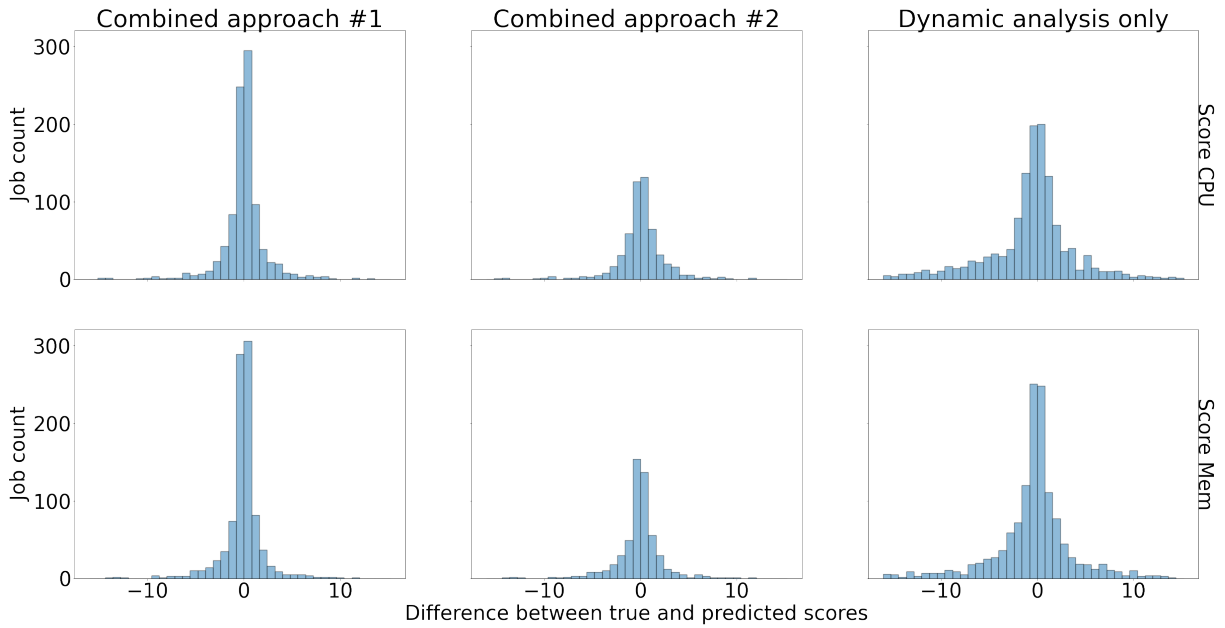 Combined approach #1
Combined approach #2
Dynamic analysis only
300
200
100
0
Job count
Score CPU
300
200
100
0
Job count
Score Mem
−10 0 10
−10 0 10
−10 0 10
Difference between true and predicted scores